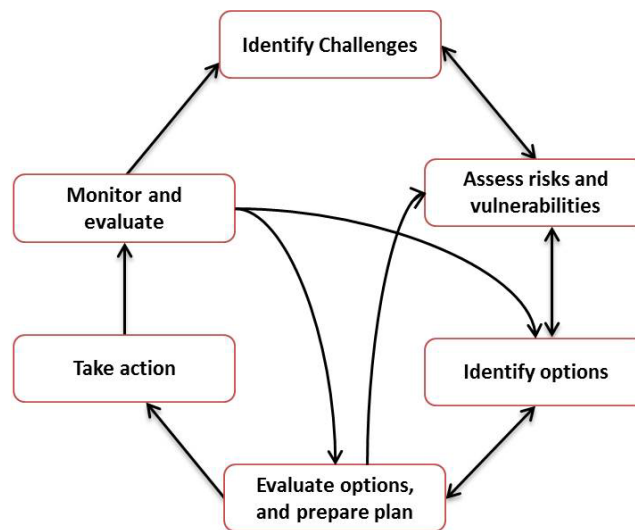 Identify Challenges
Assess risks and
vulnerabilities
Monitor and
evaluate
Take action
Identify options
Evaluate options,
and prepare plan